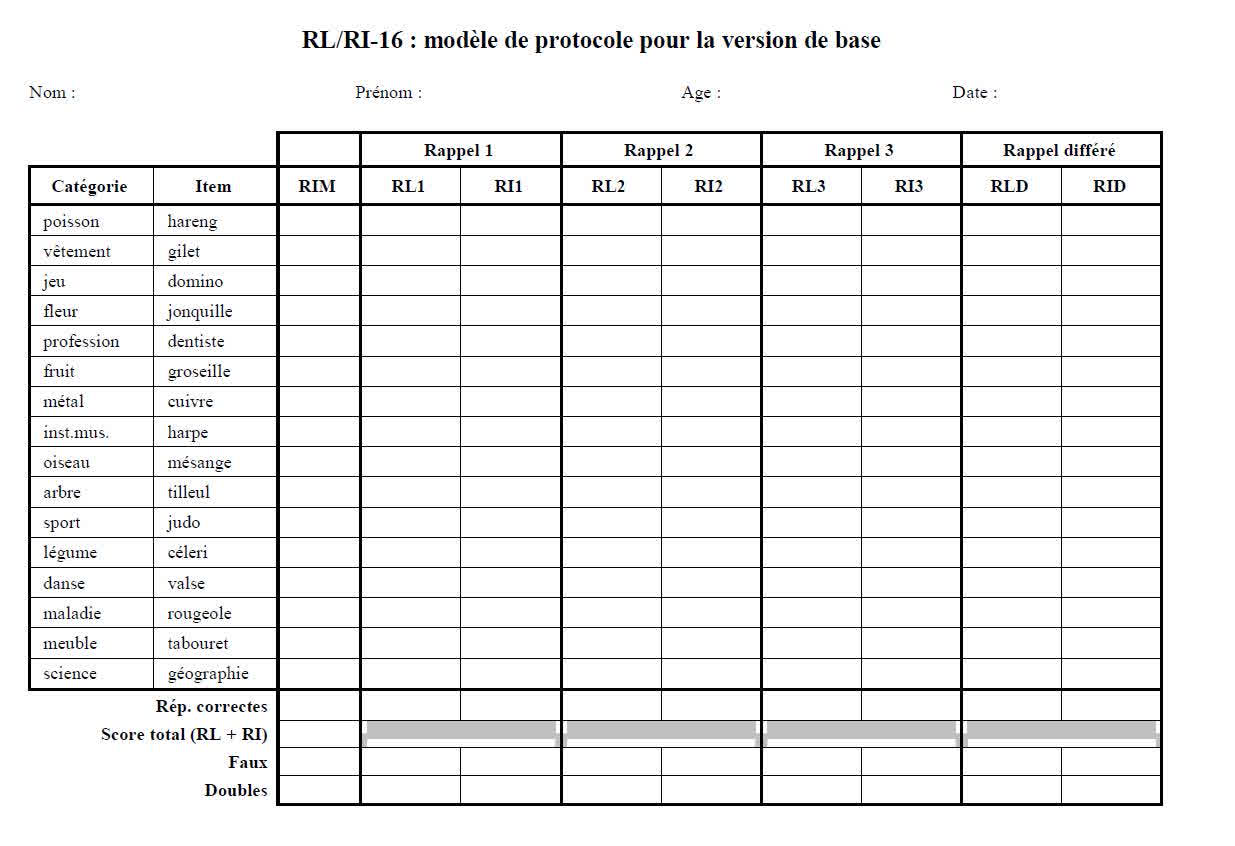 RL/RI-16 : modèle de protocole pour la version de base
Nom : Prénom : Age : Date :
Rappel 1 Rappel 2 Rappel 3 Rappel différé
Catégorie Item RIM RL1 RI1 RL2 RI2 RL3 RI3 RLD RID
poisson hareng
vêtement gilet
jeu domino
fleur jonquille
profession dentiste
fruit groseille
métal cuivre
inst.mus. harpe
oiseau mésange
arbre tilleul
sport judo
légume céleri
danse valse
maladie rougeole
meuble tabouret
science géographie
Rép. correctes
Score total (RL + RI)
Faux
Doubles